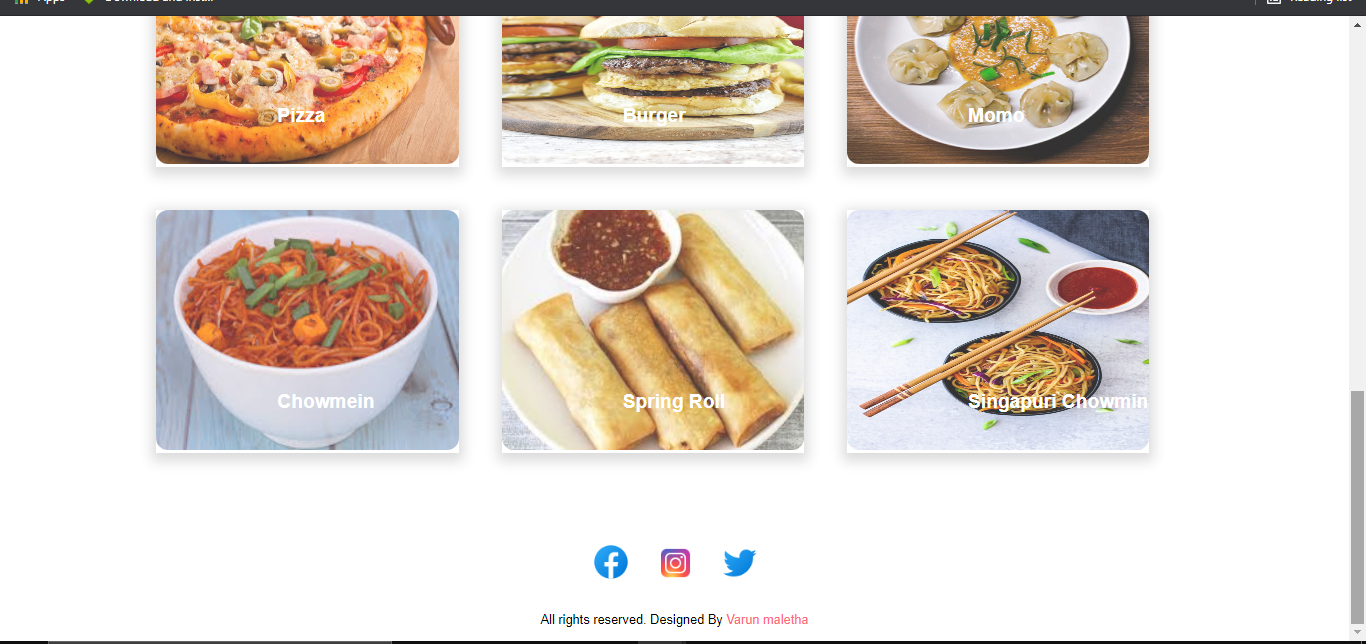 Pizza
Burger
Momo
Chowmein
Spring Roll
Singapuri Chowmin
All rights reserved. Designed By Varun maletha